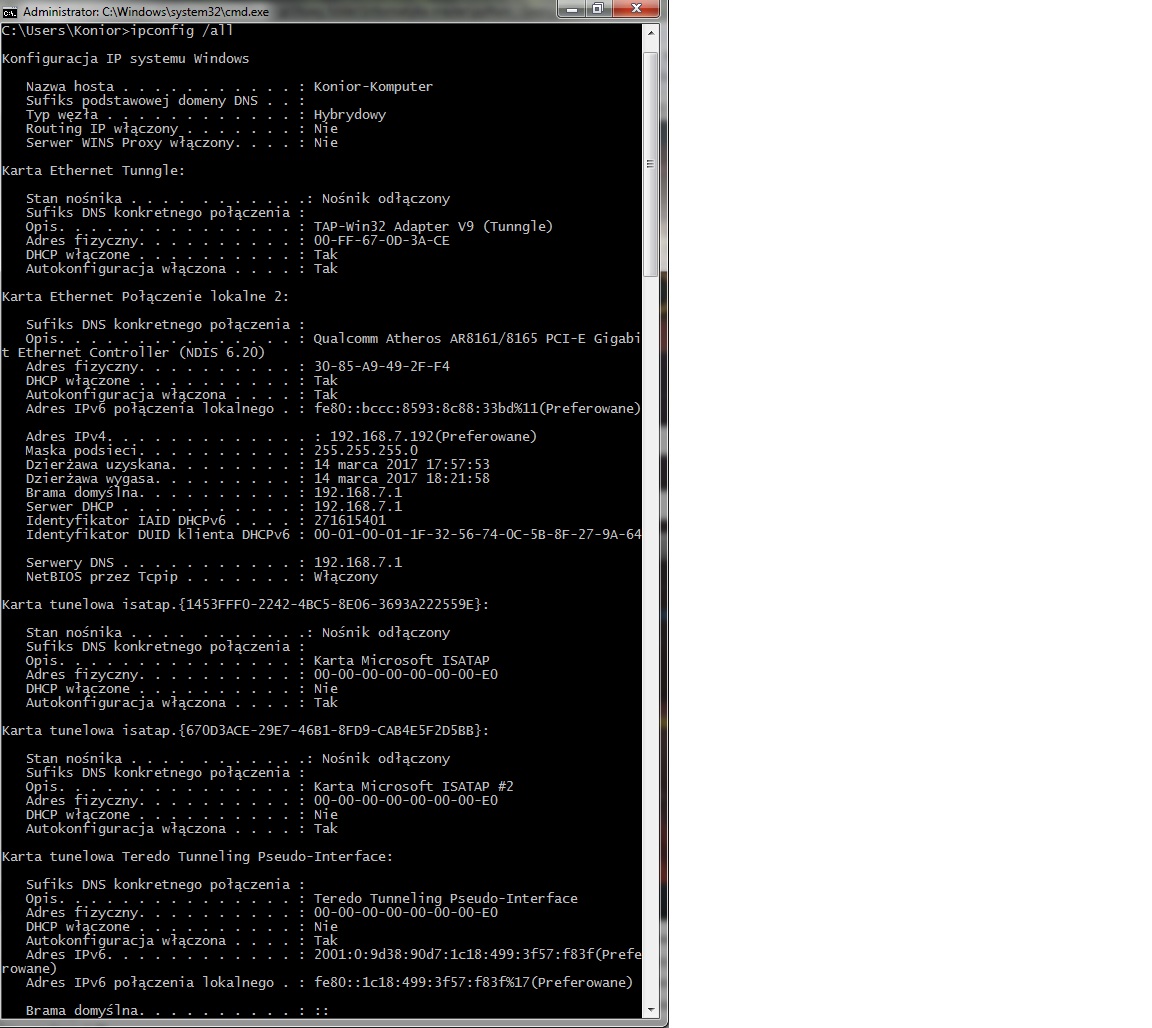 Administrator: C:\Windows\system32\cmd.exe
C:\Users\Konior>ipconfig /all
Konfiguracja IP systemu Windows
Nazwa hosta . . . . . . . . . . . : Konior-Komputer
Sufiks podstawowej domeny DNS . . :
Typ węzła . . . . . . . . . . . . : Hybrydowy
Routing IP włączony . . . . . . . : Nie
Serwer WINS Proxy włączony. . . . : Nie
Karta Ethernet Tunngle:
Stan nośnika . . . .  . . . . . .: Nośnik odłączony
Sufiks DNS konkretnego połączenia :
Opis. . . . . . . . . . . . . . . : TAP-Win32 Adapter V9 (Tunngle)
Adres fizyczny. . . . . . . . . . : 00-FF-67-0D-3A-CE
DHCP włączone . . . . . . . . . . : Tak
Autokonfiguracja włączona . . . . : Tak
Karta Ethernet Połączenie lokalne 2:
Sufiks DNS konkretnego połączenia :
Opis. . . . . . . . . . . . . . . : Qualcomm Atheros AR8161/8165 PCI-E Gigabi
t Ethernet Controller (NDIS 6.20)
Adres fizyczny. . . . . . . . . . : 30-85-A9-49-2F-F4
DHCP włączone . . . . . . . . . . : Tak
Autokonfiguracja włączona . . . . : Tak
Adres IPv6 połączenia lokalnego . : fe80::bccc:8593:8c88:33bd%11(Preferowane)
Adres IPv4. . . . . . . . . . . . . : 192.168.7.192(Preferowane)
Maska podsieci. . . . . . . . . . : 255.255.255.0
Dzierżawa uzyskana. . . . . . . . : 14 marca 2017 17:57:53
Dzierżawa wygasa. . . . . . . . . : 14 marca 2017 18:21:58
Brama domyślna. . . . . . . . . . : 192.168.7.1
Serwer DHCP . . . . . . . . . . . : 192.168.7.1
Identyfikator IAID DHCPv6 . . . . : 271615401
Identyfikator DUID klienta DHCPv6 : 00-01-00-01-1F-32-56-74-0C-5B-8F-27-9A-64
Serwery DNS . . . . . . . . . . . : 192.168.7.1
NetBIOS przez Tcpip . . . . . . . : Włączony
Karta tunelowa isatap.{1453FFF0-2242-4BC5-8E06-3693A222559E}:
Stan nośnika . . . .  . . . . . .: Nośnik odłączony
Sufiks DNS konkretnego połączenia :
Opis. . . . . . . . . . . . . . . : Karta Microsoft ISATAP
Adres fizyczny. . . . . . . . . . : 00-00-00-00-00-00-00-E0
DHCP włączone . . . . . . . . . . : Nie
Autokonfiguracja włączona . . . . : Tak
Karta tunelowa isatap.{670D3ACE-29E7-46B1-8FD9-CAB4E5F2D5BB}:
Stan nośnika . . . .  . . . . . .: Nośnik odłączony
Sufiks DNS konkretnego połączenia :
Opis. . . . . . . . . . . . . . . : Karta Microsoft ISATAP #2
Adres fizyczny. . . . . . . . . . : 00-00-00-00-00-00-00-E0
DHCP włączone . . . . . . . . . . : Nie
Autokonfiguracja włączona . . . . : Tak
Karta tunelowa Teredo Tunneling Pseudo-Interface:
Sufiks DNS konkretnego połączenia :
Opis. . . . . . . . . . . . . . . : Teredo Tunneling Pseudo-Interface
Adres fizyczny. . . . . . . . . . : 00-00-00-00-00-00-00-E0
DHCP włączone . . . . . . . . . . : Nie
Autokonfiguracja włączona . . . . : Tak
Adres IPv6. . . . . . . . . . . . : 2001:0:9d38:90d7:1c18:499:3f57:f83f(Prefe
rowane)
Adres IPv6 połączenia lokalnego . : fe80::1c18:499:3f57:f83f%17(Preferowane)
Brama domyślna. . . . . . . . . . : ::